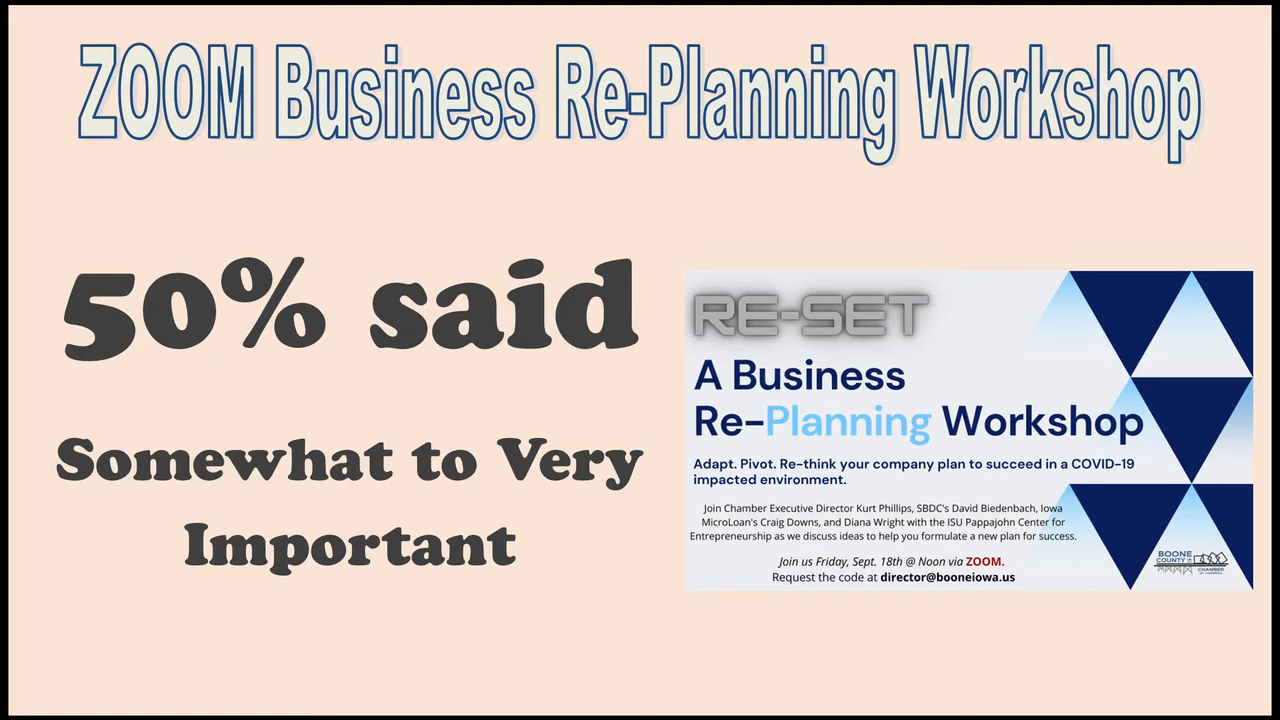 ZOOM Business Re-Planning Workshop
50% said
Somewhat to Very
Important
RE-SET
A Business
Re-Planning Workshop
Adapt. Pivot. Re-think your company plan to succeed in a COVID-19
impacted environment.
Join Chamber Executive Director Kurt Phillips, SBDC's David Biedenbach, Iowa
MicroLoan's Craig Downs, and Diana Wright with the ISU Pappajohn Center for
Entrepreneurship as we discuss ideas to help you formulate a new plan for success.
Join us Friday, Sept. 18th @ Noon via ZOOM.
Request the code at director@booneiowa.us
BOONE
COUNTY
CHAMBER